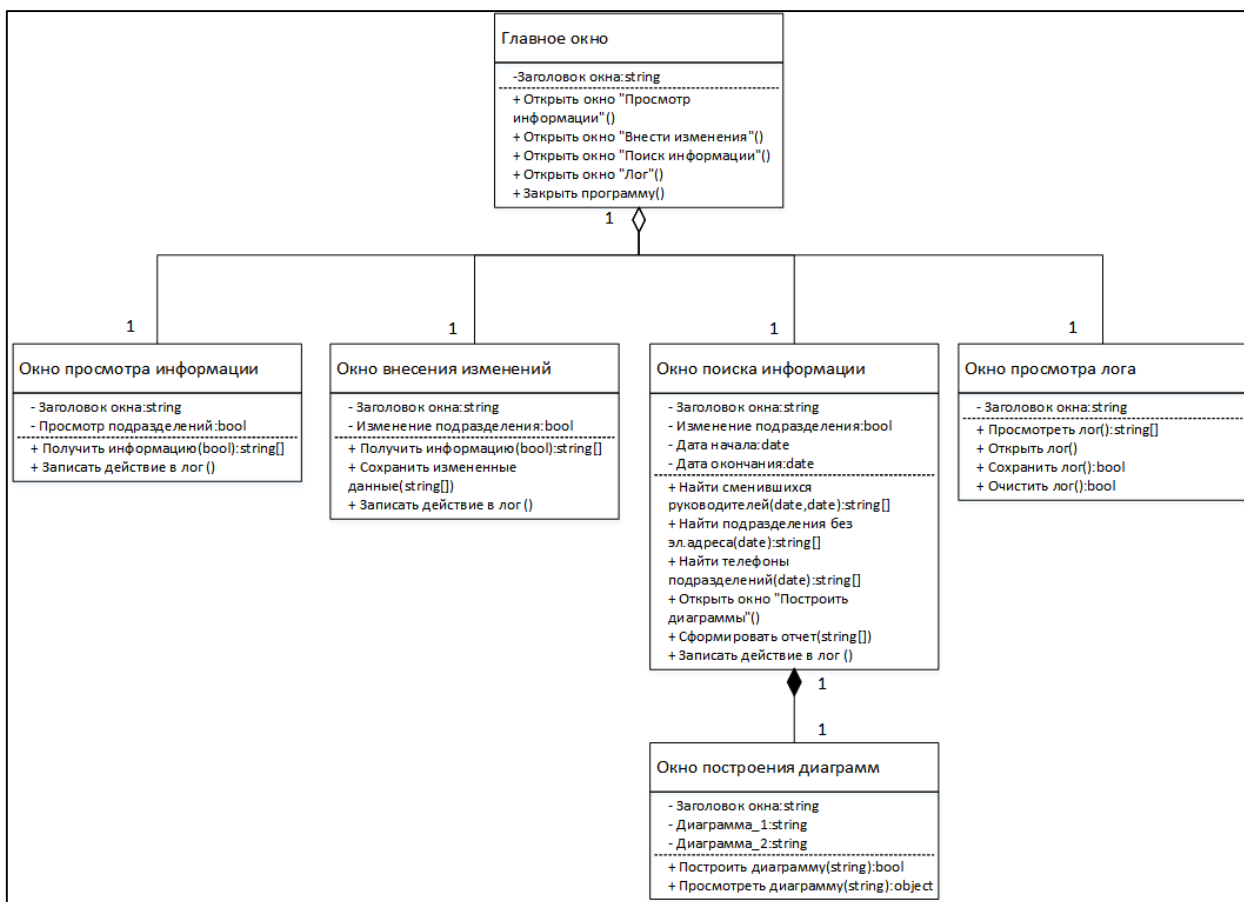 Главное окно
-Заголовок окна:string
+ Открыть окно "Просмотр
информации"()
+ Открыть окно "Внести изменения"()
+ Открыть окно "Поиск информации"()
+ Открыть окно "Лог"()
+ Закрыть программу()
1
1
1
1
1
Окно просмотра информации
- Заголовок окна:string
- Просмотр подразделений:bool
+ Получить информацию(bool):string[]
+ Записать действие в лог ()
Окно внесения изменений
- Заголовок окна:string
- Изменение подразделения:bool
+ Получить информацию(bool):string[]
+ Сохранить измененные
данные(string[])
+ Записать действие в лог ()
Окно поиска информации
- Заголовок окна:string
- Изменение подразделения:bool
- Дата начала:date
- Дата окончания:date
+ Найти сменившихся
руководителей(date,date):string[]
+ Найти подразделения без
эл.адреса(date):string[]
+ Найти телефоны
подразделений(date):string[]
+ Открыть окно "Построить
диаграммы"()
+ Сформировать отчет(string[])
+ Записать действие в лог ()
Окно просмотра лога
- Заголовок окна:string
+ Просмотреть лог():string[]
+ Открыть лог()
+ Сохранить лог():bool
+ Очистить лог():bool
1
1
Окно построения диаграмм
- Заголовок окна:string
- Диаграмма_1:string
- Диаграмма_2:string
+ Построить диаграмму(string):bool
+ Просмотреть диаграмму(string):object